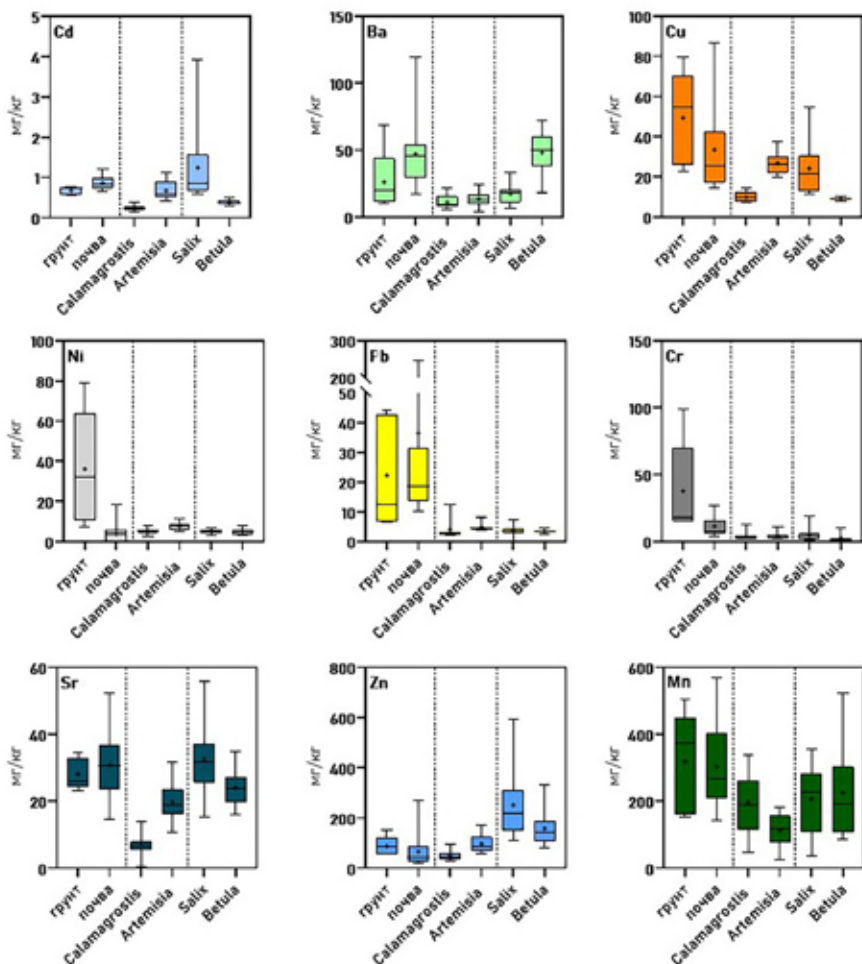 Cd
5
4
3
2
1
0
мг/кг
грунт
почва
Calamagrostis
Artemisia
Salix
Betula
Ba
150
100
50
0
мг/кг
грунт
почва
Calamagrostis
Artemisia
Salix
Betula
Cu
100
80
60
40
20
0
мг/кг
грунт
почва
Calamagrostis
Artemisia
Salix
Betula
Ni
100
80
60
40
20
0
мг/кг
грунт
почва
Calamagrostis
Artemisia
Salix
Betula
Pb
300
200
50
40
30
20
10
0
мг/кг
грунт
почва
Calamagrostis
Artemisia
Salix
Betula
Cr
150
100
50
0
мг/кг
грунт
почва
Calamagrostis
Artemisia
Salix
Betula
Sr
60
40
20
0
мг/кг
грунт
почва
Calamagrostis
Artemisia
Salix
Betula
Zn
800
600
400
200
0
мг/кг
грунт
почва
Calamagrostis
Artemisia
Salix
Betula
Mn
600
400
200
0
мг/кг
грунт
почва
Calamagrostis
Artemisia
Salix
Betula